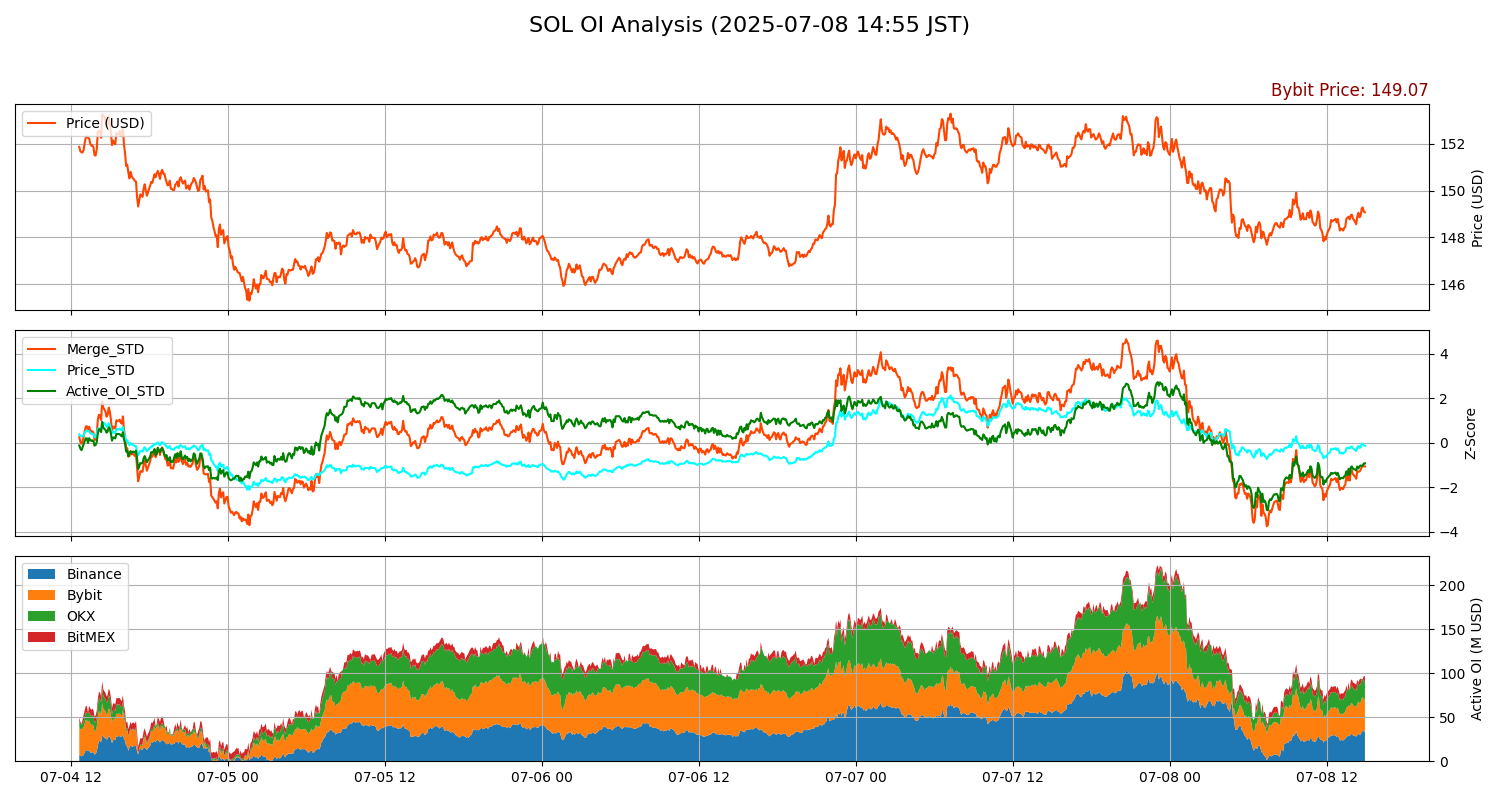 SOL OI Analysis (2025-07-08 14:55 JST)
Bybit Price: 149.07
Price (USD)
152
150
148
146
Price (USD)
Merge_STD
Price_STD
Active_OI_STD
4
2
0
−2
−4
Z-Score
Binance
Bybit
OKX
BitMEX
200
150
100
50
0
Active OI (M USD)
07-04 12
07-05 00
07-05 12
07-06 00
07-06 12
07-07 00
07-07 12
07-08 00
07-08 12